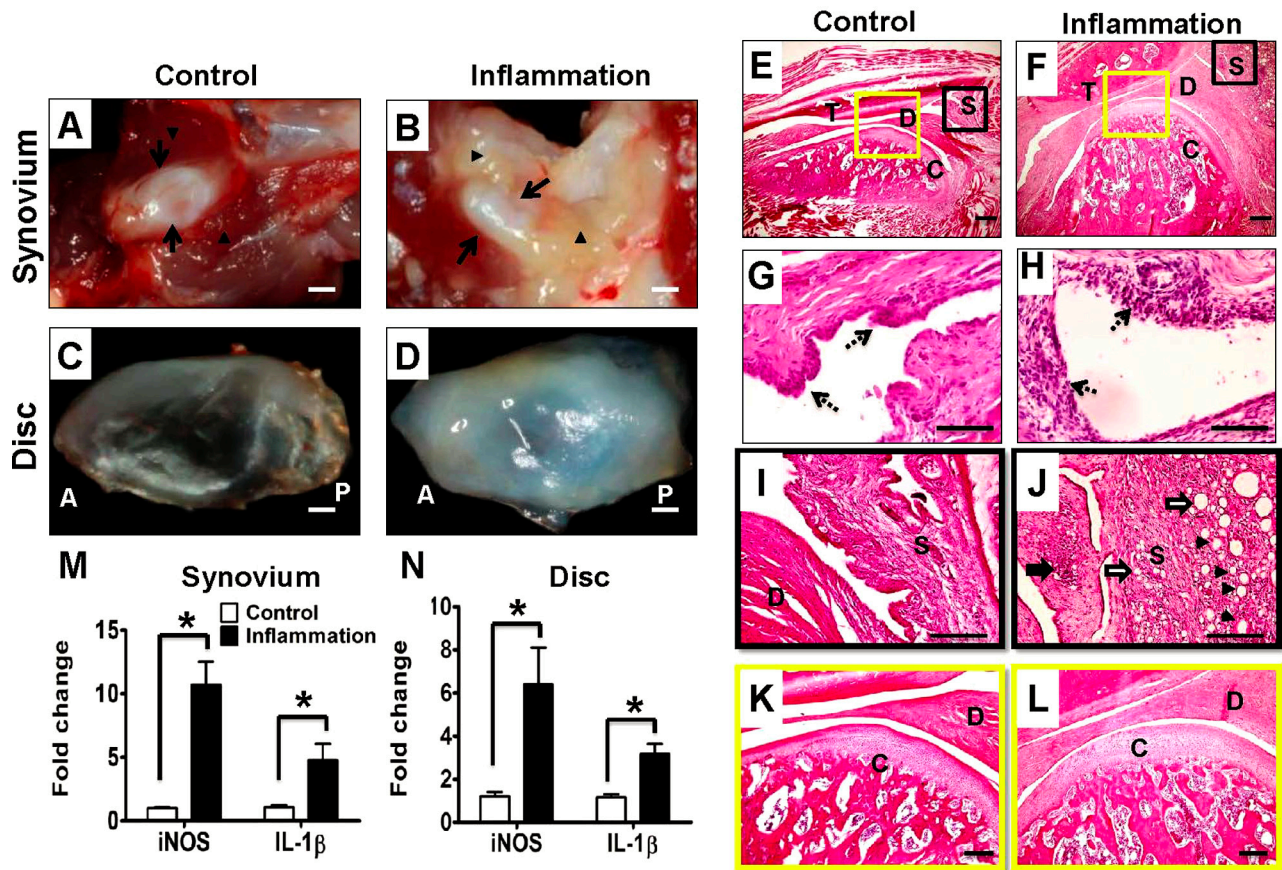 Control
Inflammation
Control
Inflammation
Synovium
A
B
E
T
D
S
C
F
T
D
S
C
G
H
Disc
C
A
P
D
A
P
I
D
S
J
S
M
Synovium
Control
Inflammation
Fold change
15
10
5
0
*
*
iNOS
IL-1β
N
Disc
Fold change
10
8
6
4
2
0
*
*
iNOS
IL-1β
K
D
C
L
D
C